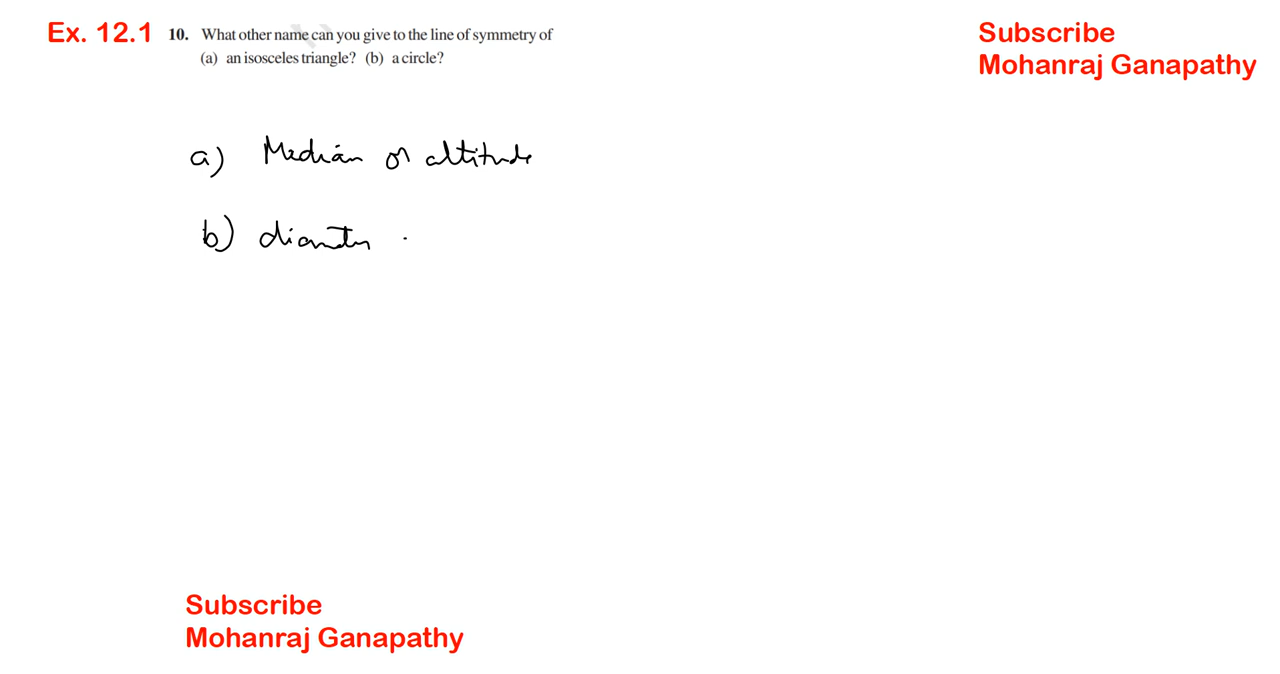 Ex. 12.1 10. What other name can you give to the line of symmetry of
(a) an isosceles triangle? (b) a circle?
Subscribe
Mohanraj Ganapathy
a) Median or altitude
b) diameter .
Subscribe
Mohanraj Ganapathy